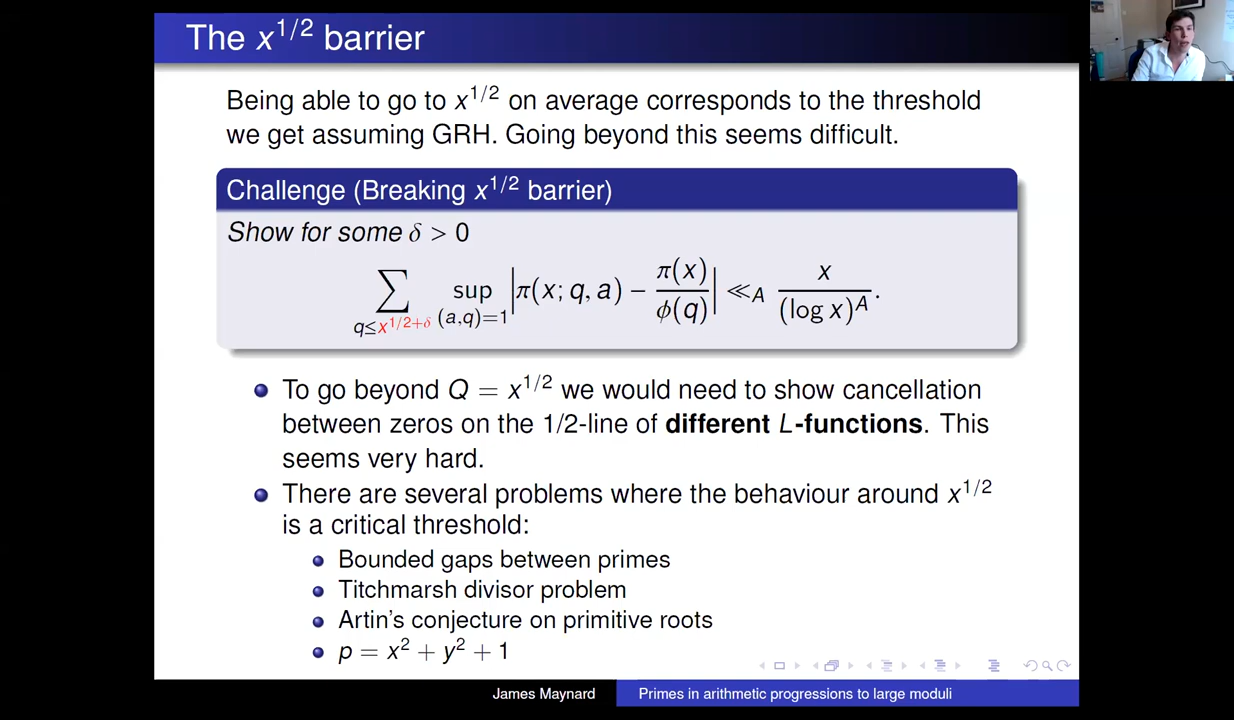 The x^{1/2} barrier
Being able to go to x^{1/2} on average corresponds to the threshold
we get assuming GRH. Going beyond this seems difficult.
Challenge (Breaking x^{1/2} barrier)
Show for some δ > 0
∑_{q≤x^{1/2+δ}} sup_{(a,q)=1} |π(x; q, a) − π(x)/ϕ(q)| ≪_A x/(log x)^A.
To go beyond Q = x^{1/2} we would need to show cancellation
between zeros on the 1/2-line of different L-functions. This
seems very hard.
There are several problems where the behaviour around x^{1/2}
is a critical threshold:
Bounded gaps between primes
Titchmarsh divisor problem
Artin's conjecture on primitive roots
p = x² + y² + 1
James Maynard Primes in arithmetic progressions to large moduli